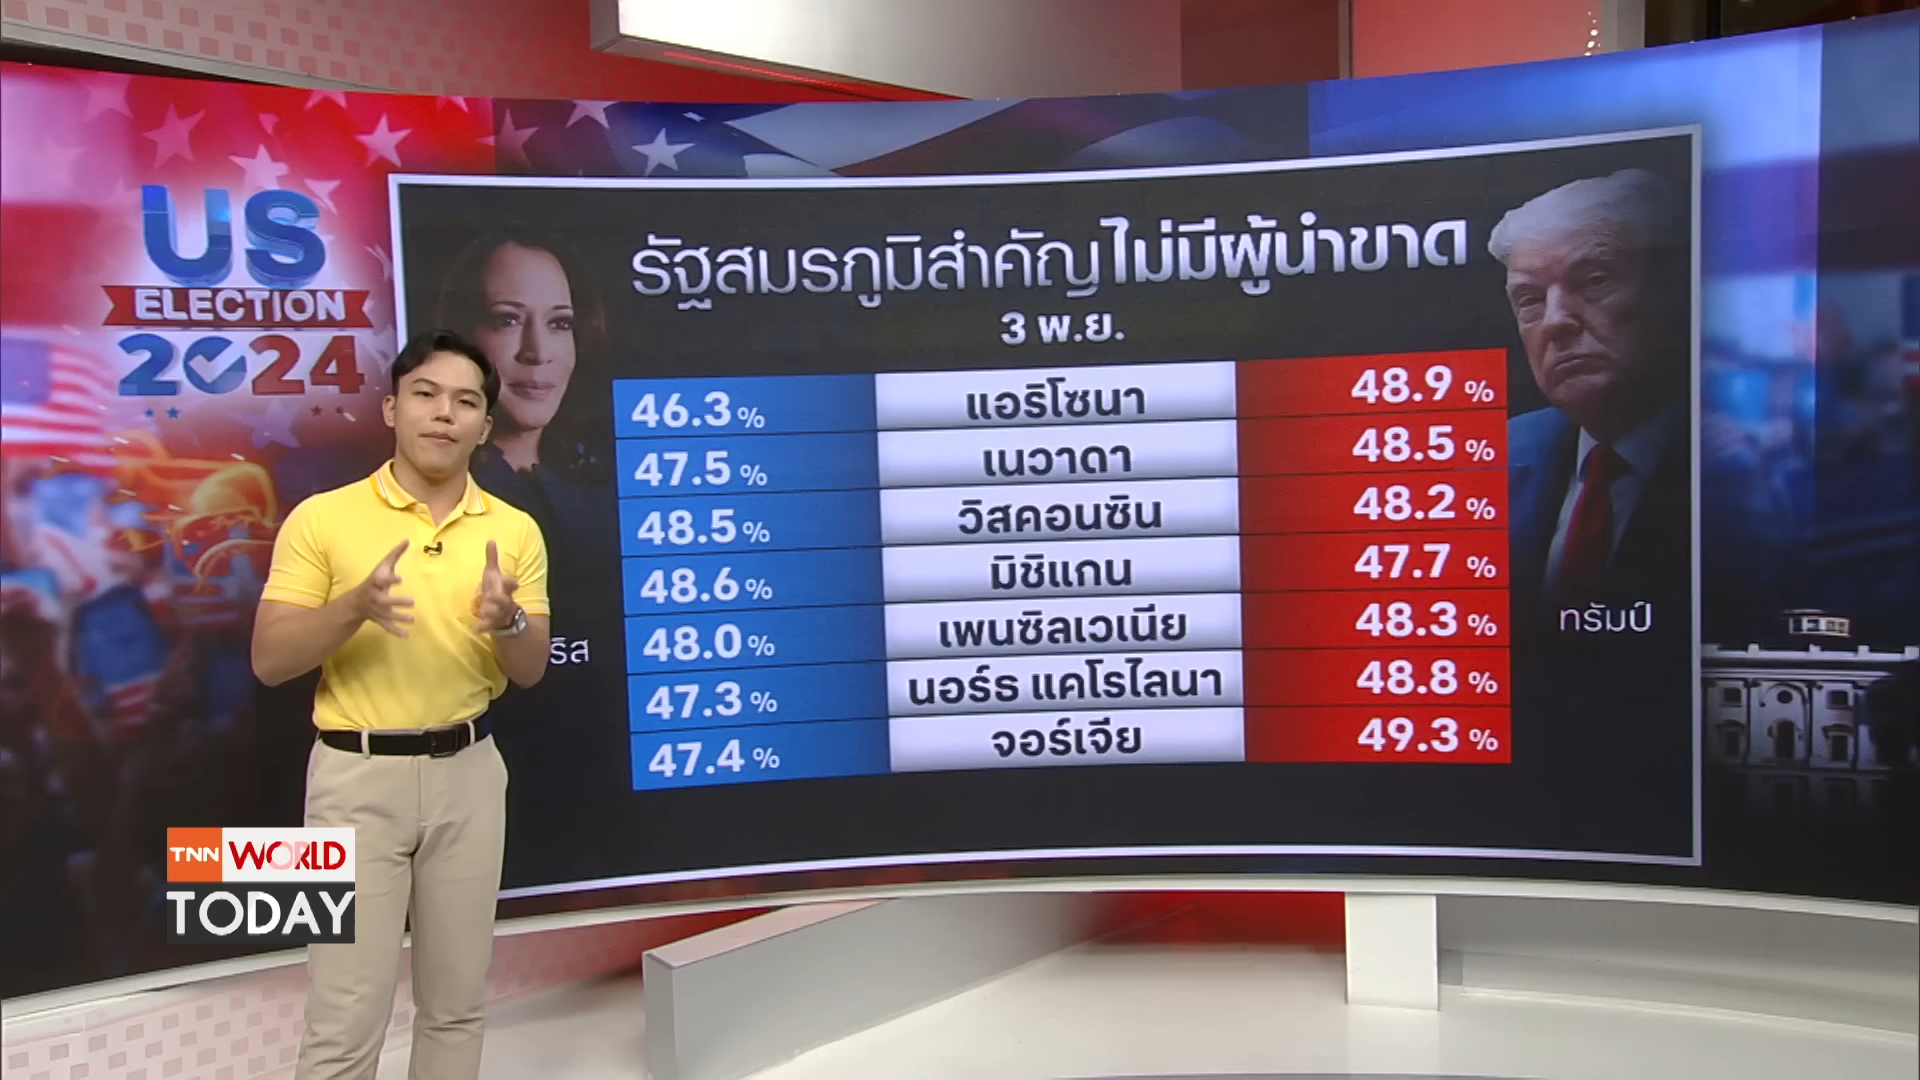 US
ELECTION
2024
รัฐสมรภูมิสำคัญไม่มีผู้นำขาด
3 พ.ย.
46.3% แอริโซนา 48.9%
47.5% เนวาดา 48.5%
48.5% วิสคอนซิน 48.2%
48.6% มิชิแกน 47.7%
48.0% เพนซิลเวเนีย 48.3%
47.3% นอร์ธ แคโรไลนา 48.8%
47.4% จอร์เจีย 49.3%
ริส
ทรัมป์
TNN WORLD
TODAY